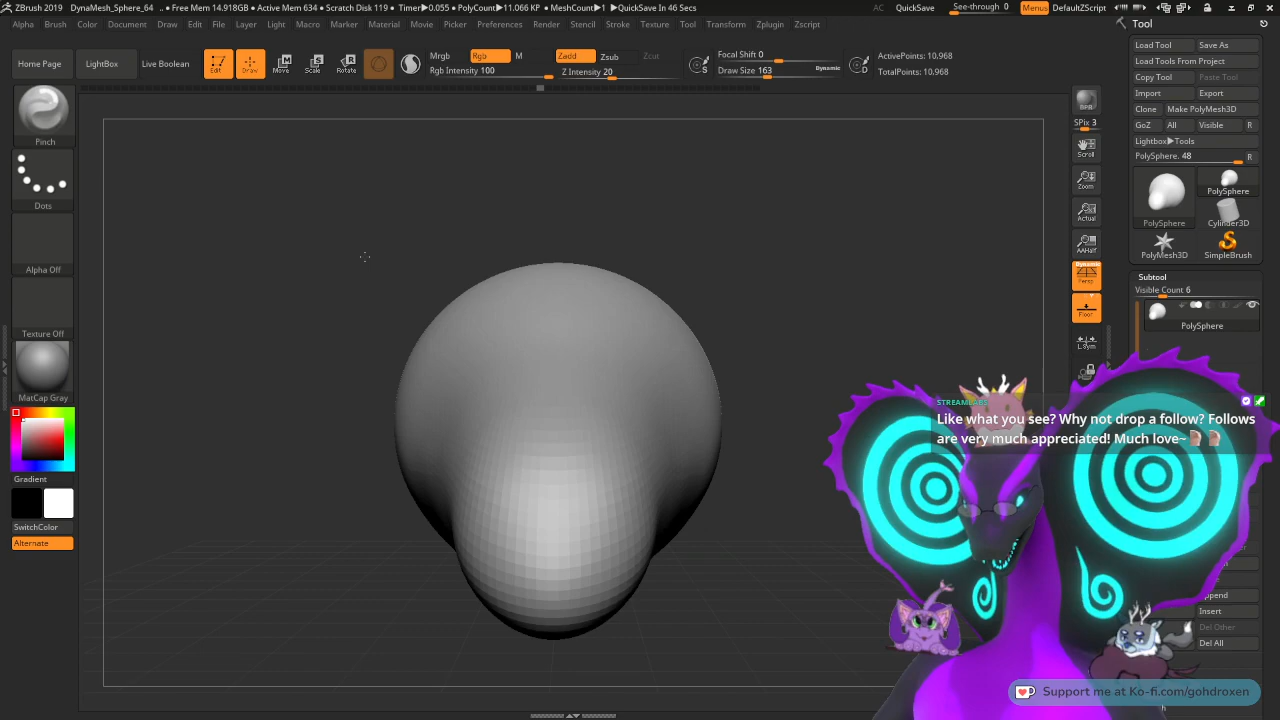 ZBrush 2019 DynaMesh_Sphere_64 • Free Mem 14.918GB • Active Mem 634 • Scratch Disk 119 • Timer▶0.055 • PolyCount▶11.066 KP • MeshCount▶1 ▶QuickSave In 46 Secs AC QuickSave See-through 0 Menus DefaultZScript
Alpha Brush Color Document Draw Edit File Layer Light Macro Marker Material Movie Picker Preferences Render Stencil Stroke Texture Tool Transform Zplugin Zscript
Tool
Load Tool Save As
Load Tools From Project
Copy Tool Paste Tool
Import Export
Clone Make PolyMesh3D
GoZ All Visible R
Lightbox▶Tools
PolySphere. 48 R
PolySphere
PolySphere
Cylinder3D
PolyMesh3D SimpleBrush
Subtool
Visible Count 6
PolySphere
Home Page LightBox Live Boolean
Edit Draw Move Scale Rotate
Mrgb Rgb M
Rgb Intensity 100
Zadd Zsub Zcut
Z Intensity 20
S
Focal Shift 0
Draw Size 163 Dynamic
D
ActivePoints: 10,968
TotalPoints: 10,968
Pinch
Dots
Alpha Off
Texture Off
MatCap Gray
Gradient
SwitchColor
Alternate
BPR
SPix 3
Scroll
Zoom
Actual
AAHalf
Dynamic
Persp
Floor
L.Sym
STREAMLABS
Like what you see? Why not drop a follow? Follows
are very much appreciated! Much love~
Insert
Del Other
Del All
Support me at Ko-fi.com/gohdroxen